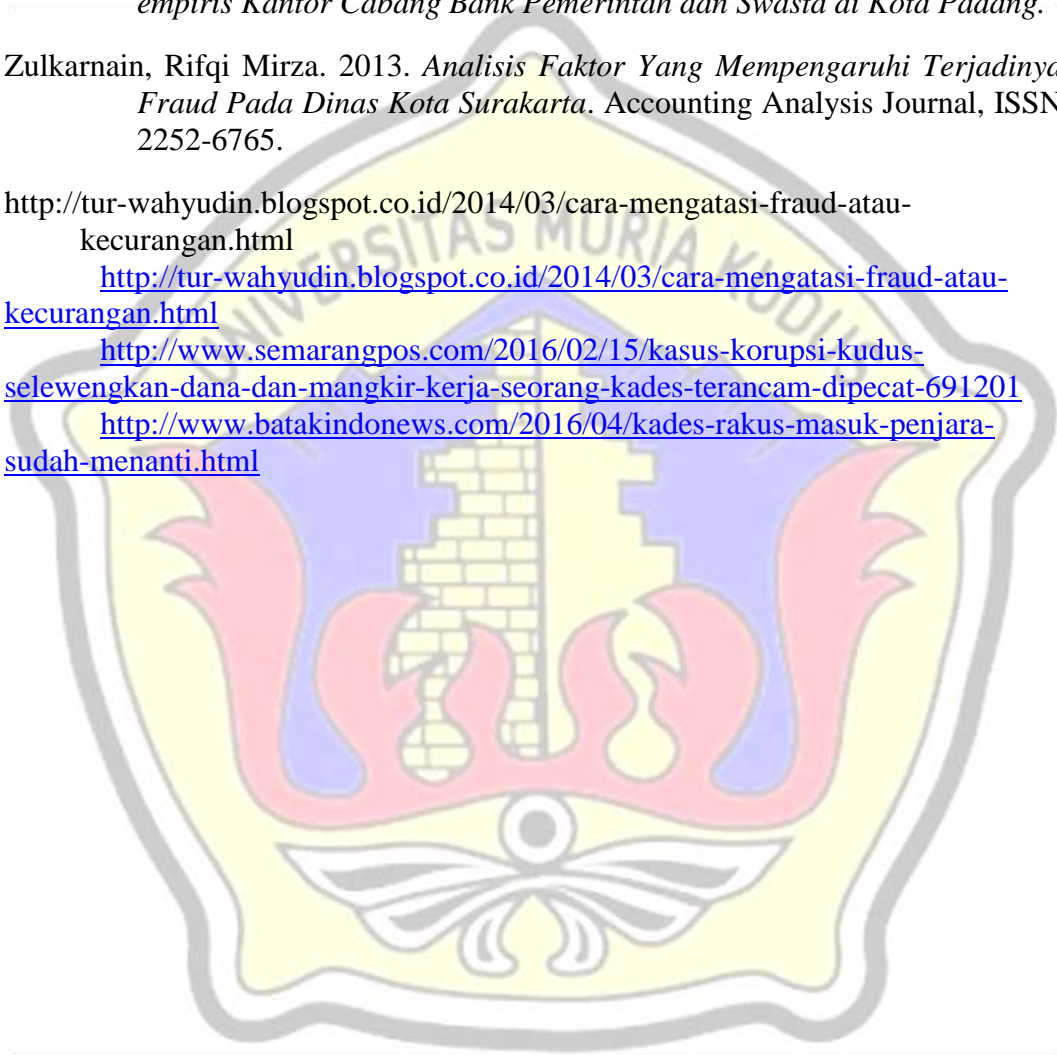 empiris Kantor Cabang Bank Pemerintah dan Swasta di Kota Padang.
Zulkarnain, Rifqi Mirza. 2013. Analisis Faktor Yang Mempengaruhi Terjadinya
Fraud Pada Dinas Kota Surakarta. Accounting Analysis Journal, ISSN
2252-6765.
http://tur-wahyudin.blogspot.co.id/2014/03/cara-mengatasi-fraud-atau-
kecurangan.html
http://tur-wahyudin.blogspot.co.id/2014/03/cara-mengatasi-fraud-atau-
kecurangan.html
http://www.semarangpos.com/2016/02/15/kasus-korupsi-kudus-
selewengkan-dana-dan-mangkir-kerja-seorang-kades-terancam-dipecat-691201
http://www.batakindonews.com/2016/04/kades-rakus-masuk-penjara-
sudah-menanti.html
UNIVERSITAS MURIA KUDUS